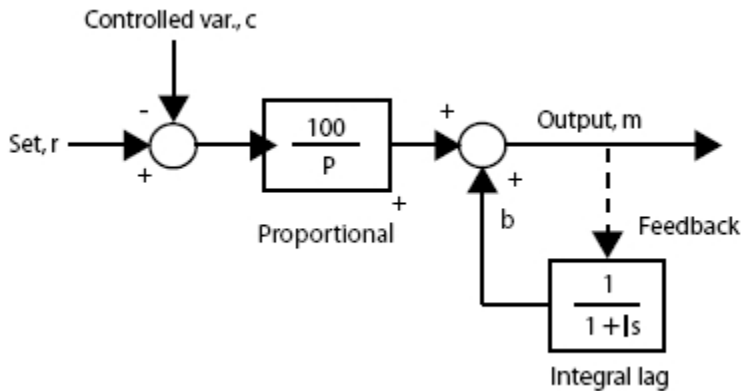 Controlled var., c
-
Set, r
+
100
P
+
Proportional
+
+
Output, m
b
Feedback
1
1 + Is
Integral lag